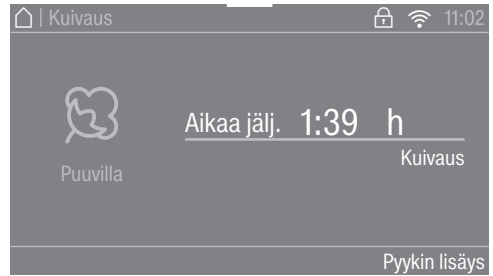 | Kuivaus 11:02
Aikaa jälj. 1:39 h
Kuivaus
Puuvilla
Pyykin lisäys